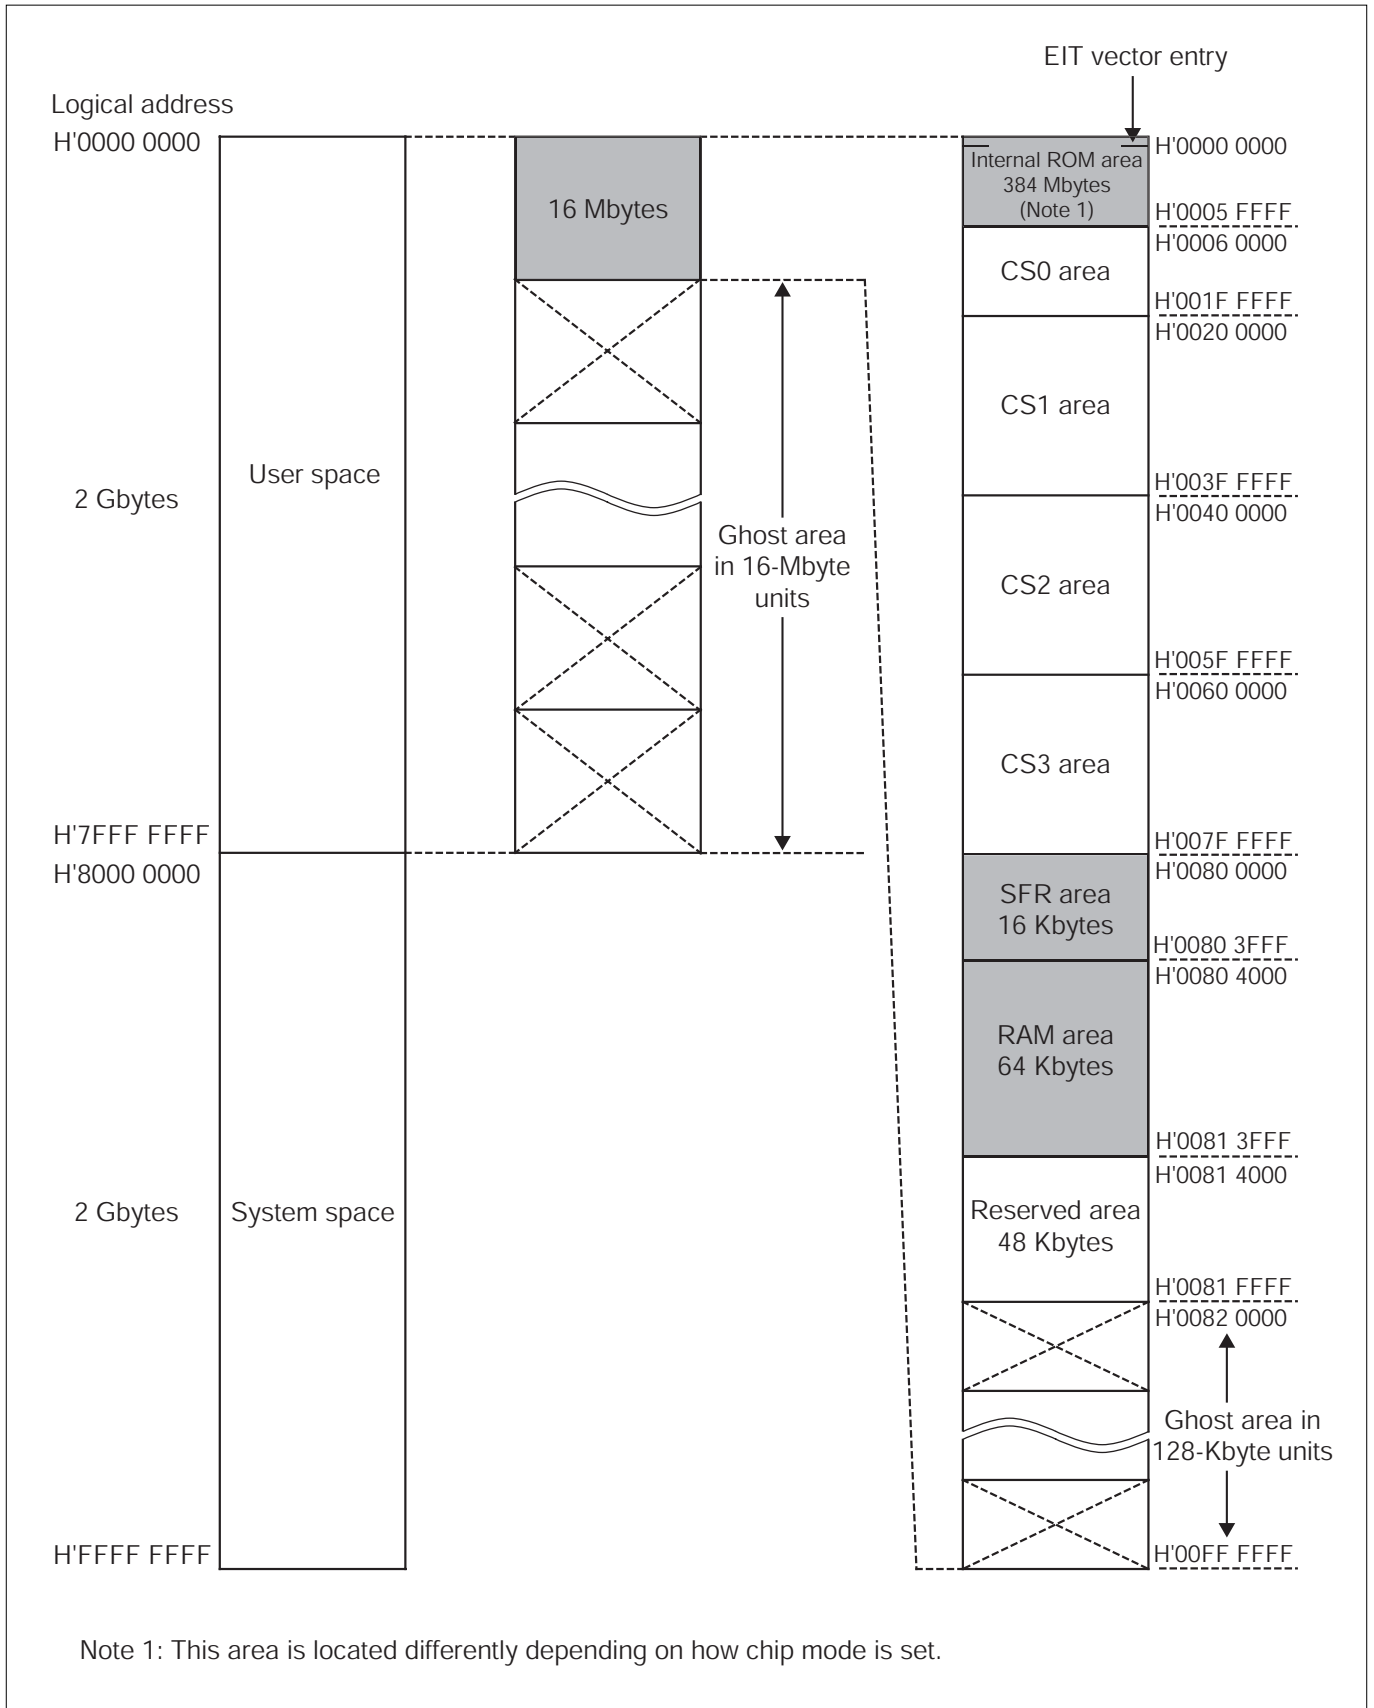 EIT vector entry
Logical address
H'0000 0000
User space
2 Gbytes
H'7FFF FFFF
H'8000 0000
System space
2 Gbytes
H'FFFF FFFF
16 Mbytes
Ghost area
in 16-Mbyte
units
Internal ROM area
384 Mbytes
(Note 1)
H'0000 0000
H'0005 FFFF
H'0006 0000
CS0 area
H'001F FFFF
H'0020 0000
CS1 area
H'003F FFFF
H'0040 0000
CS2 area
H'005F FFFF
H'0060 0000
CS3 area
H'007F FFFF
H'0080 0000
SFR area
16 Kbytes
H'0080 3FFF
H'0080 4000
RAM area
64 Kbytes
H'0081 3FFF
H'0081 4000
Reserved area
48 Kbytes
H'0081 FFFF
H'0082 0000
Ghost area in
128-Kbyte units
H'00FF FFFF
Note 1: This area is located differently depending on how chip mode is set.